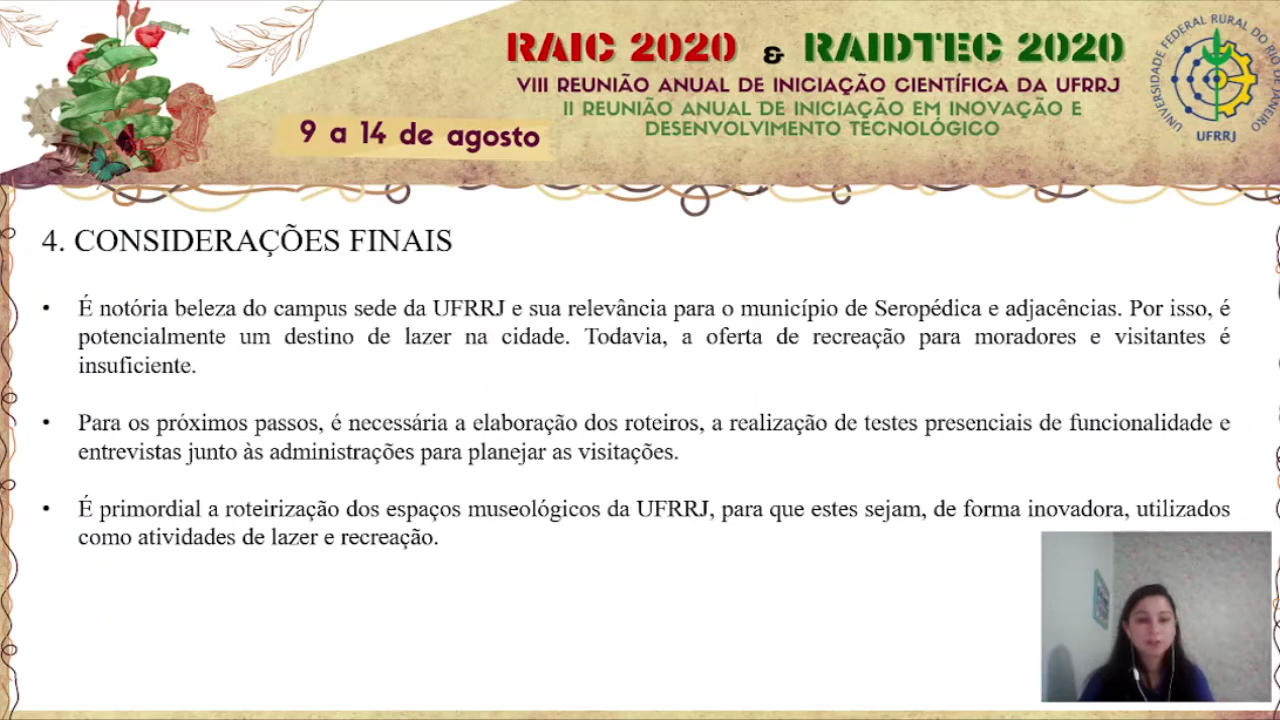 RAIC 2020 & RAIDTEC 2020
VIII REUNIÃO ANUAL DE INICIAÇÃO CIENTÍFICA DA UFRRJ
II REUNIÃO ANUAL DE INICIAÇÃO EM INOVAÇÃO E
DESENVOLVIMENTO TECNOLÓGICO
9 a 14 de agosto
UNIVERSIDADE FEDERAL RURAL DO RIO DE JANEIRO
UFRRJ
4. CONSIDERAÇÕES FINAIS
• É notória beleza do campus sede da UFRRJ e sua relevância para o município de Seropédica e adjacências. Por isso, é
potencialmente um destino de lazer na cidade. Todavia, a oferta de recreação para moradores e visitantes é
insuficiente.
• Para os próximos passos, é necessária a elaboração dos roteiros, a realização de testes presenciais de funcionalidade e
entrevistas junto às administrações para planejar as visitações.
• É primordial a roteirização dos espaços museológicos da UFRRJ, para que estes sejam, de forma inovadora, utilizados
como atividades de lazer e recreação.